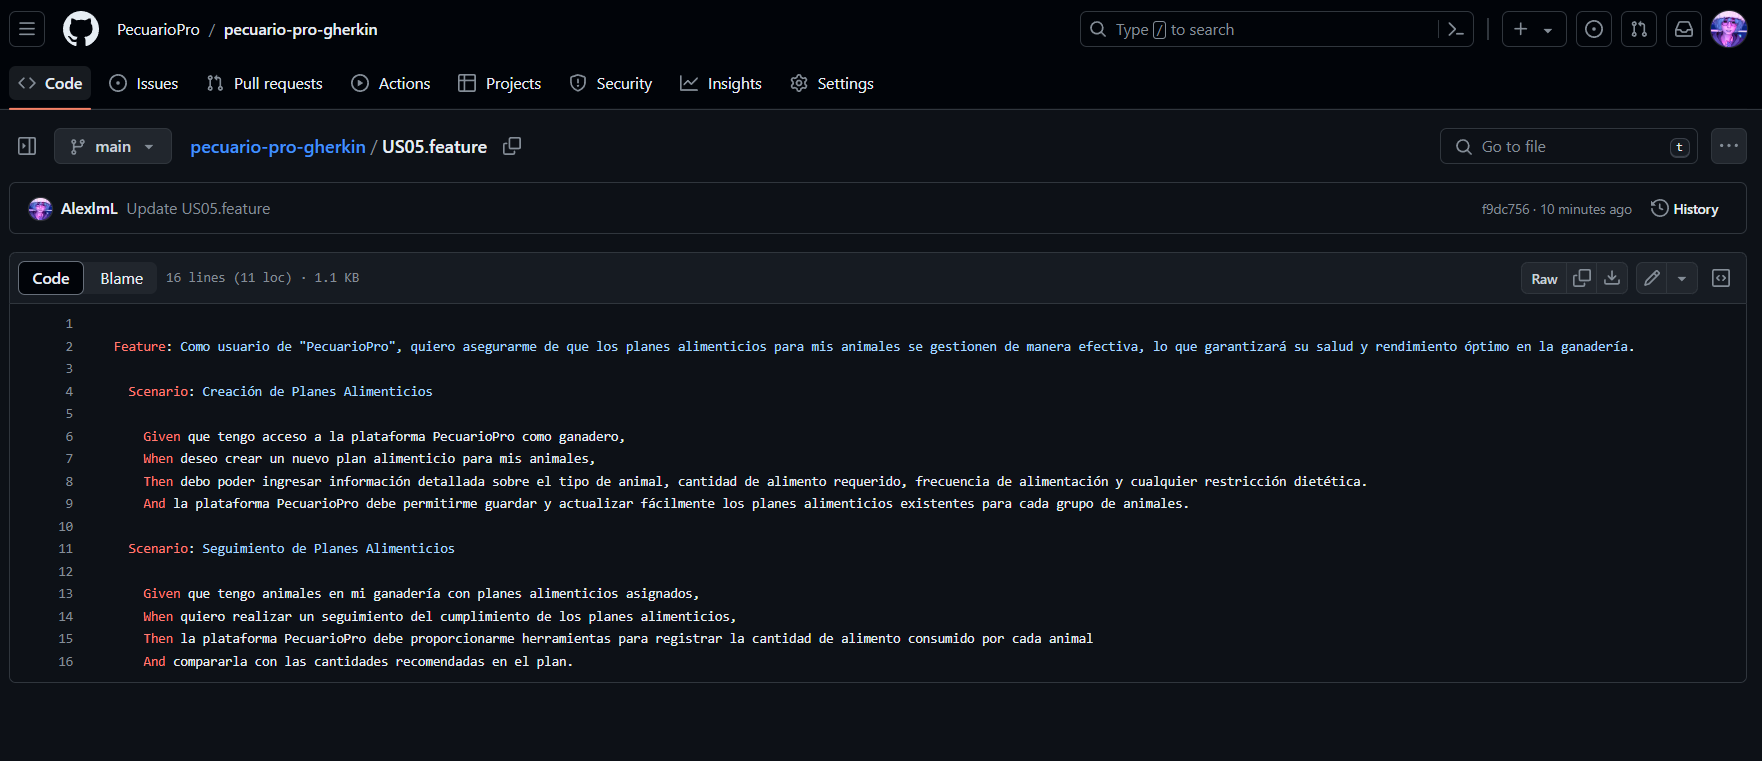 PecuarioPro / pecuario-pro-gherkin
Type / to search
Code
Issues
Pull requests
Actions
Projects
Security
Insights
Settings
main
pecuario-pro-gherkin / US05.feature
Go to file
t
AlexlmL Update US05.feature
f9dc756 · 10 minutes ago
History
Code
Blame
16 lines (11 loc) · 1.1 KB
Raw
1
2 Feature: Como usuario de "PecuarioPro", quiero asegurarme de que los planes alimenticios para mis animales se gestionen de manera efectiva, lo que garantizará su salud y rendimiento óptimo en la ganadería.
3
4 Scenario: Creación de Planes Alimenticios
5
6 Given que tengo acceso a la plataforma PecuarioPro como ganadero,
7 When deseo crear un nuevo plan alimenticio para mis animales,
8 Then debo poder ingresar información detallada sobre el tipo de animal, cantidad de alimento requerido, frecuencia de alimentación y cualquier restricción dietética.
9 And la plataforma PecuarioPro debe permitirme guardar y actualizar fácilmente los planes alimenticios existentes para cada grupo de animales.
10
11 Scenario: Seguimiento de Planes Alimenticios
12
13 Given que tengo animales en mi ganadería con planes alimenticios asignados,
14 When quiero realizar un seguimiento del cumplimiento de los planes alimenticios,
15 Then la plataforma PecuarioPro debe proporcionarme herramientas para registrar la cantidad de alimento consumido por cada animal
16 And compararla con las cantidades recomendadas en el plan.